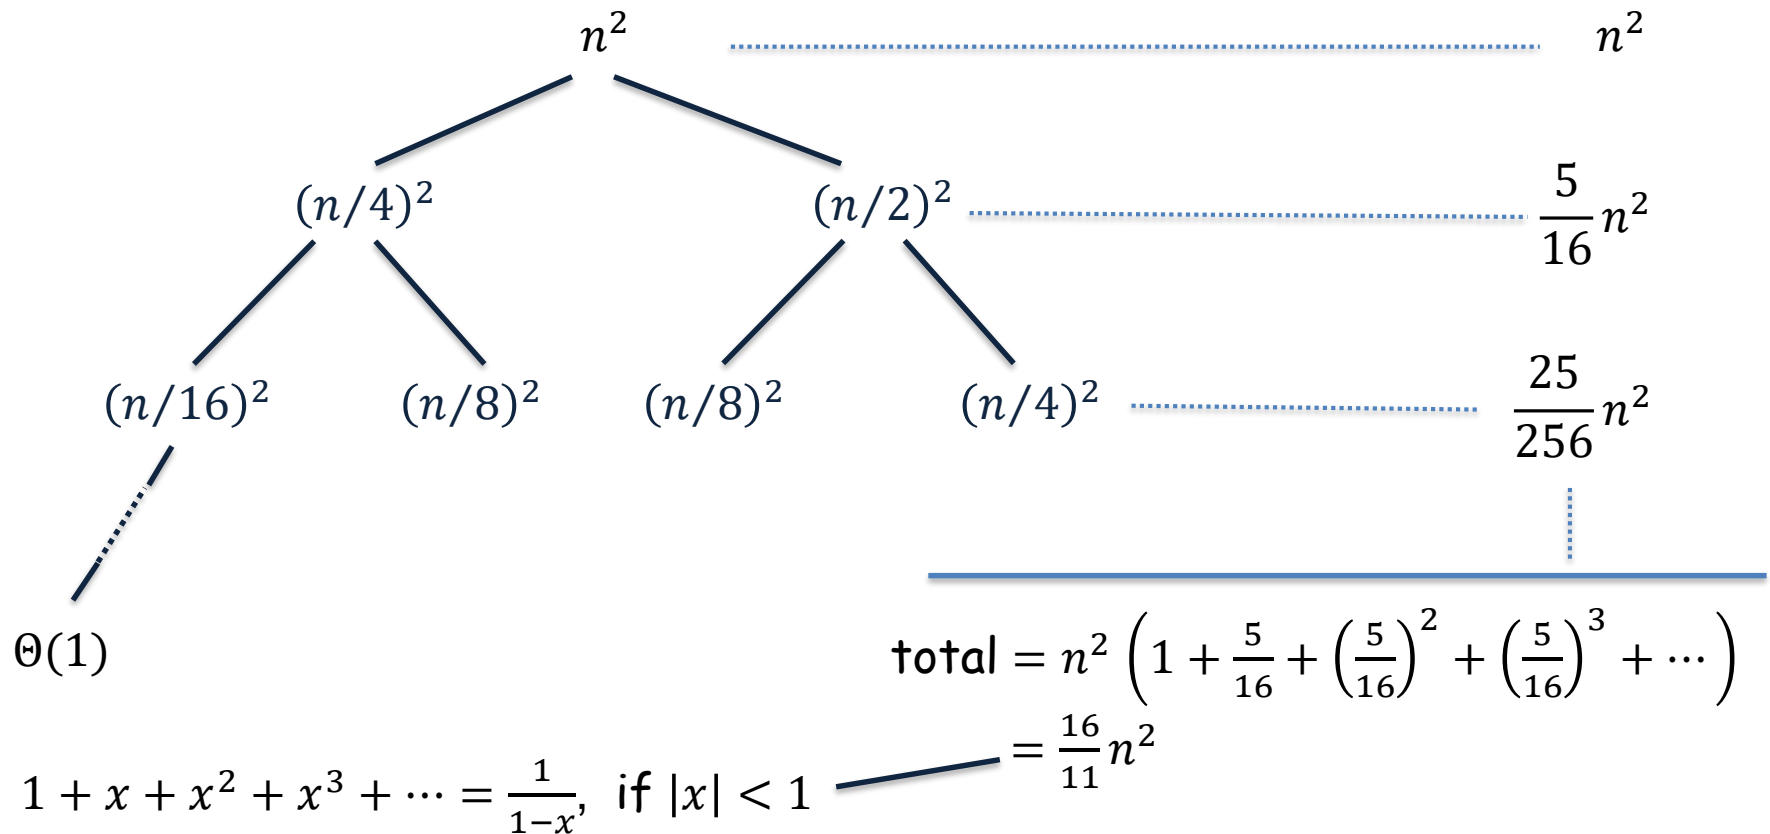 n² n²
(n/4)² (n/2)² 5/16 n²
(n/16)² (n/8)² (n/8)² (n/4)² 25/256 n²
Θ(1) total = n² (1 + 5/16 + (5/16)² + (5/16)³ + ⋯)
= 16/11 n²
1 + x + x² + x³ + ⋯ = 1/(1−x), if |x| < 1